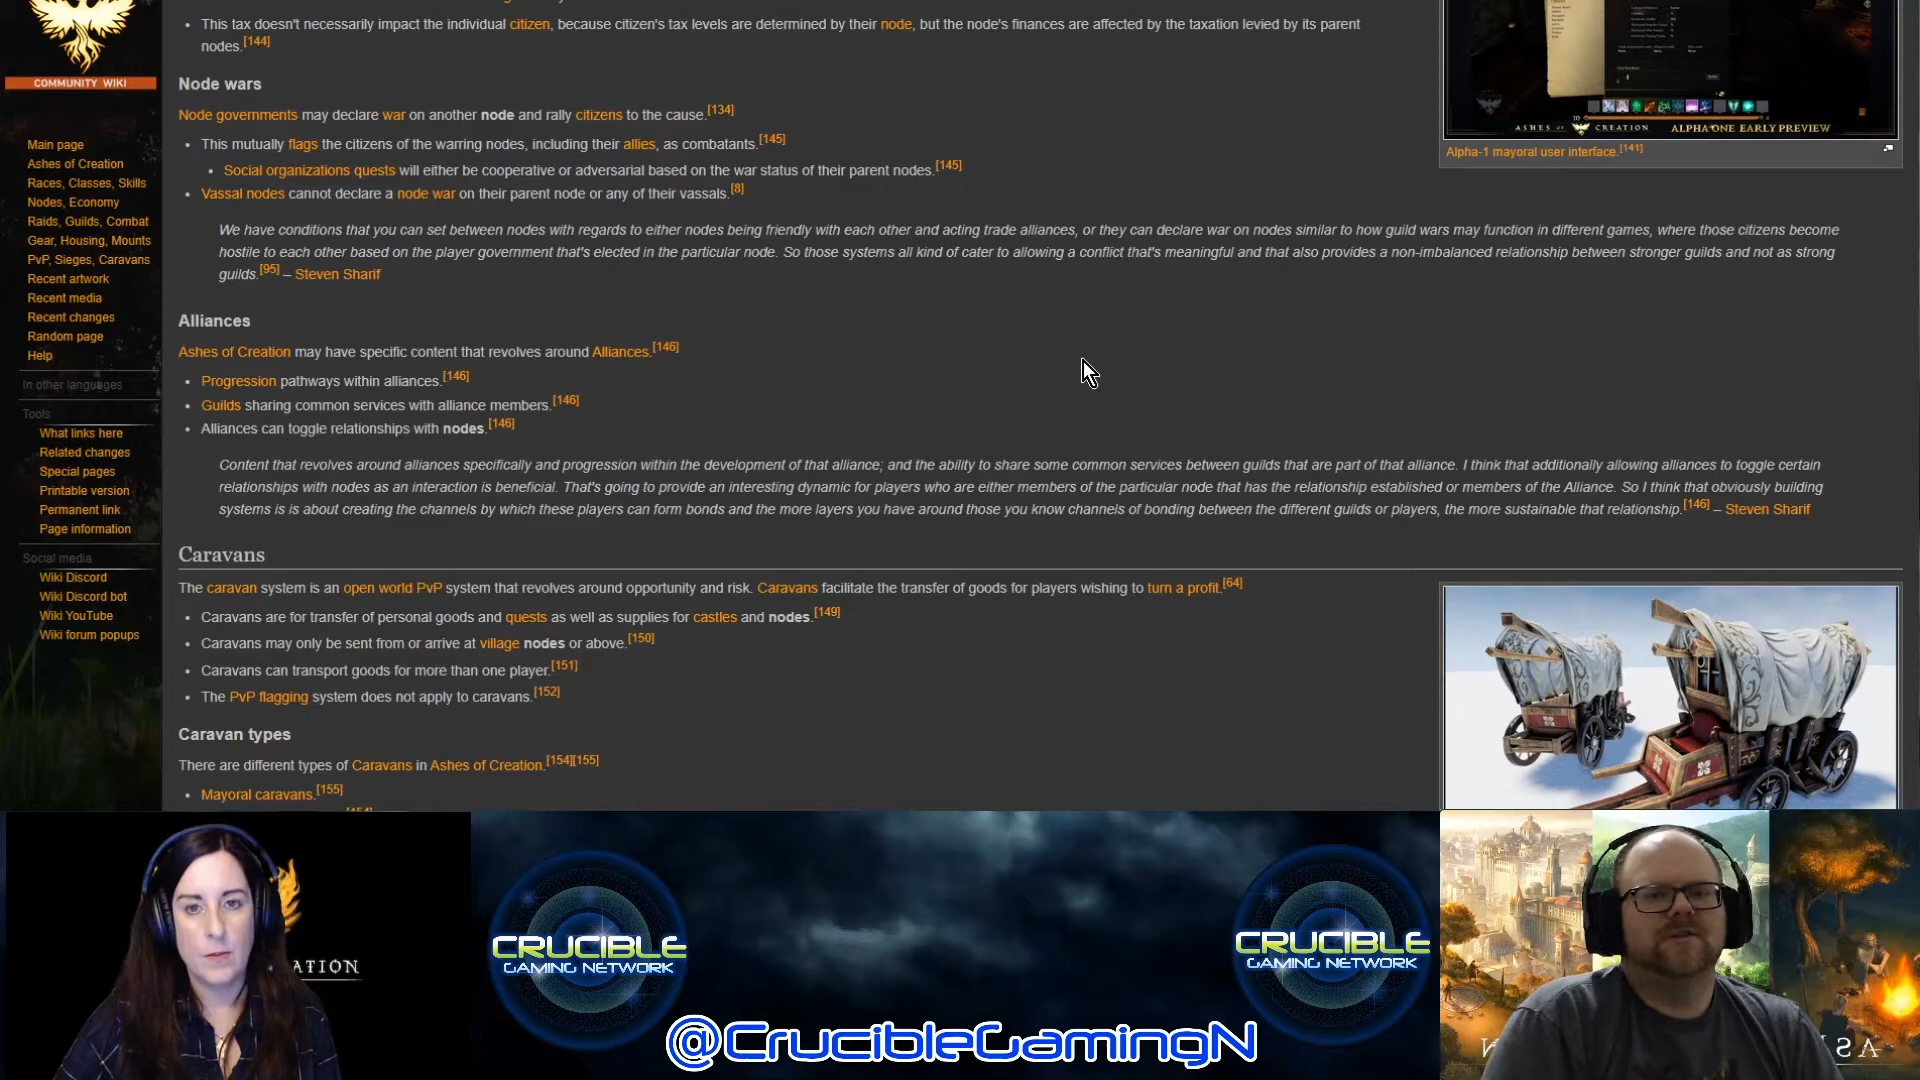 This tax doesn't necessarily impact the individual citizen, because citizen's tax levels are determined by their node, but the node's finances are affected by the taxation levied by its parent
nodes.[144]
COMMUNITY WIKI
Node wars
Node governments may declare war on another node and rally citizens to the cause.[134]
This mutually flags the citizens of the warring nodes, including their allies, as combatants.[145]
Social organizations quests will either be cooperative or adversarial based on the war status of their parent nodes.[145]
Vassal nodes cannot declare a node war on their parent node or any of their vassals.[8]
We have conditions that you can set between nodes with regards to either nodes being friendly with each other and acting trade alliances, or they can declare war on nodes similar to how guild wars may function in different games, where those citizens become
hostile to each other based on the player government that's elected in the particular node. So those systems all kind of cater to allowing a conflict that's meaningful and that also provides a non-imbalanced relationship between stronger guilds and not as strong
guilds.[95] – Steven Sharif
ASHES of CREATION ALPHA ONE EARLY PREVIEW
Alpha-1 mayoral user interface.[141]
Main page
Ashes of Creation
Races, Classes, Skills
Nodes, Economy
Raids, Guilds, Combat
Gear, Housing, Mounts
PvP, Sieges, Caravans
Recent artwork
Recent media
Recent changes
Random page
Help
In other languages
Tools
What links here
Related changes
Special pages
Printable version
Permanent link
Page information
Social media
Wiki Discord
Wiki Discord bot
Wiki YouTube
Wiki forum popups
Alliances
Ashes of Creation may have specific content that revolves around Alliances.[146]
Progression pathways within alliances.[146]
Guilds sharing common services with alliance members.[146]
Alliances can toggle relationships with nodes.[146]
Content that revolves around alliances specifically and progression within the development of that alliance; and the ability to share some common services between guilds that are part of that alliance. I think that additionally allowing alliances to toggle certain
relationships with nodes as an interaction is beneficial. That's going to provide an interesting dynamic for players who are either members of the particular node that has the relationship established or members of the Alliance. So I think that obviously building
systems is is about creating the channels by which these players can form bonds and the more layers you have around those you know channels of bonding between the different guilds or players, the more sustainable that relationship.[146] – Steven Sharif
Caravans
The caravan system is an open world PvP system that revolves around opportunity and risk. Caravans facilitate the transfer of goods for players wishing to turn a profit.[64]
Caravans are for transfer of personal goods and quests as well as supplies for castles and nodes.[149]
Caravans may only be sent from or arrive at village nodes or above.[150]
Caravans can transport goods for more than one player.[151]
The PvP flagging system does not apply to caravans.[152]
Caravan types
There are different types of Caravans in Ashes of Creation.[154][155]
Mayoral caravans.[155]
[154]
ATION
CRUCIBLE
GAMING NETWORK
CRUCIBLE
GAMING NETWORK
@CrucibleGamingN